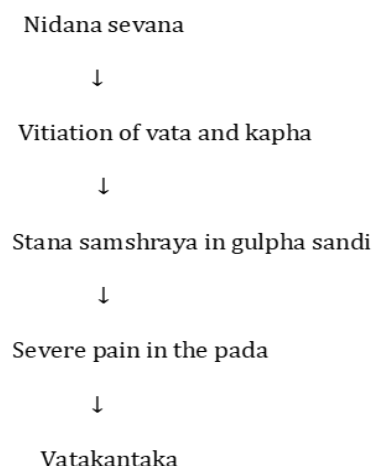 Nidana sevana
↓
Vitiation of vata and kapha
↓
Stana samshraya in gulpha sandi
↓
Severe pain in the pada
↓
Vatakantaka